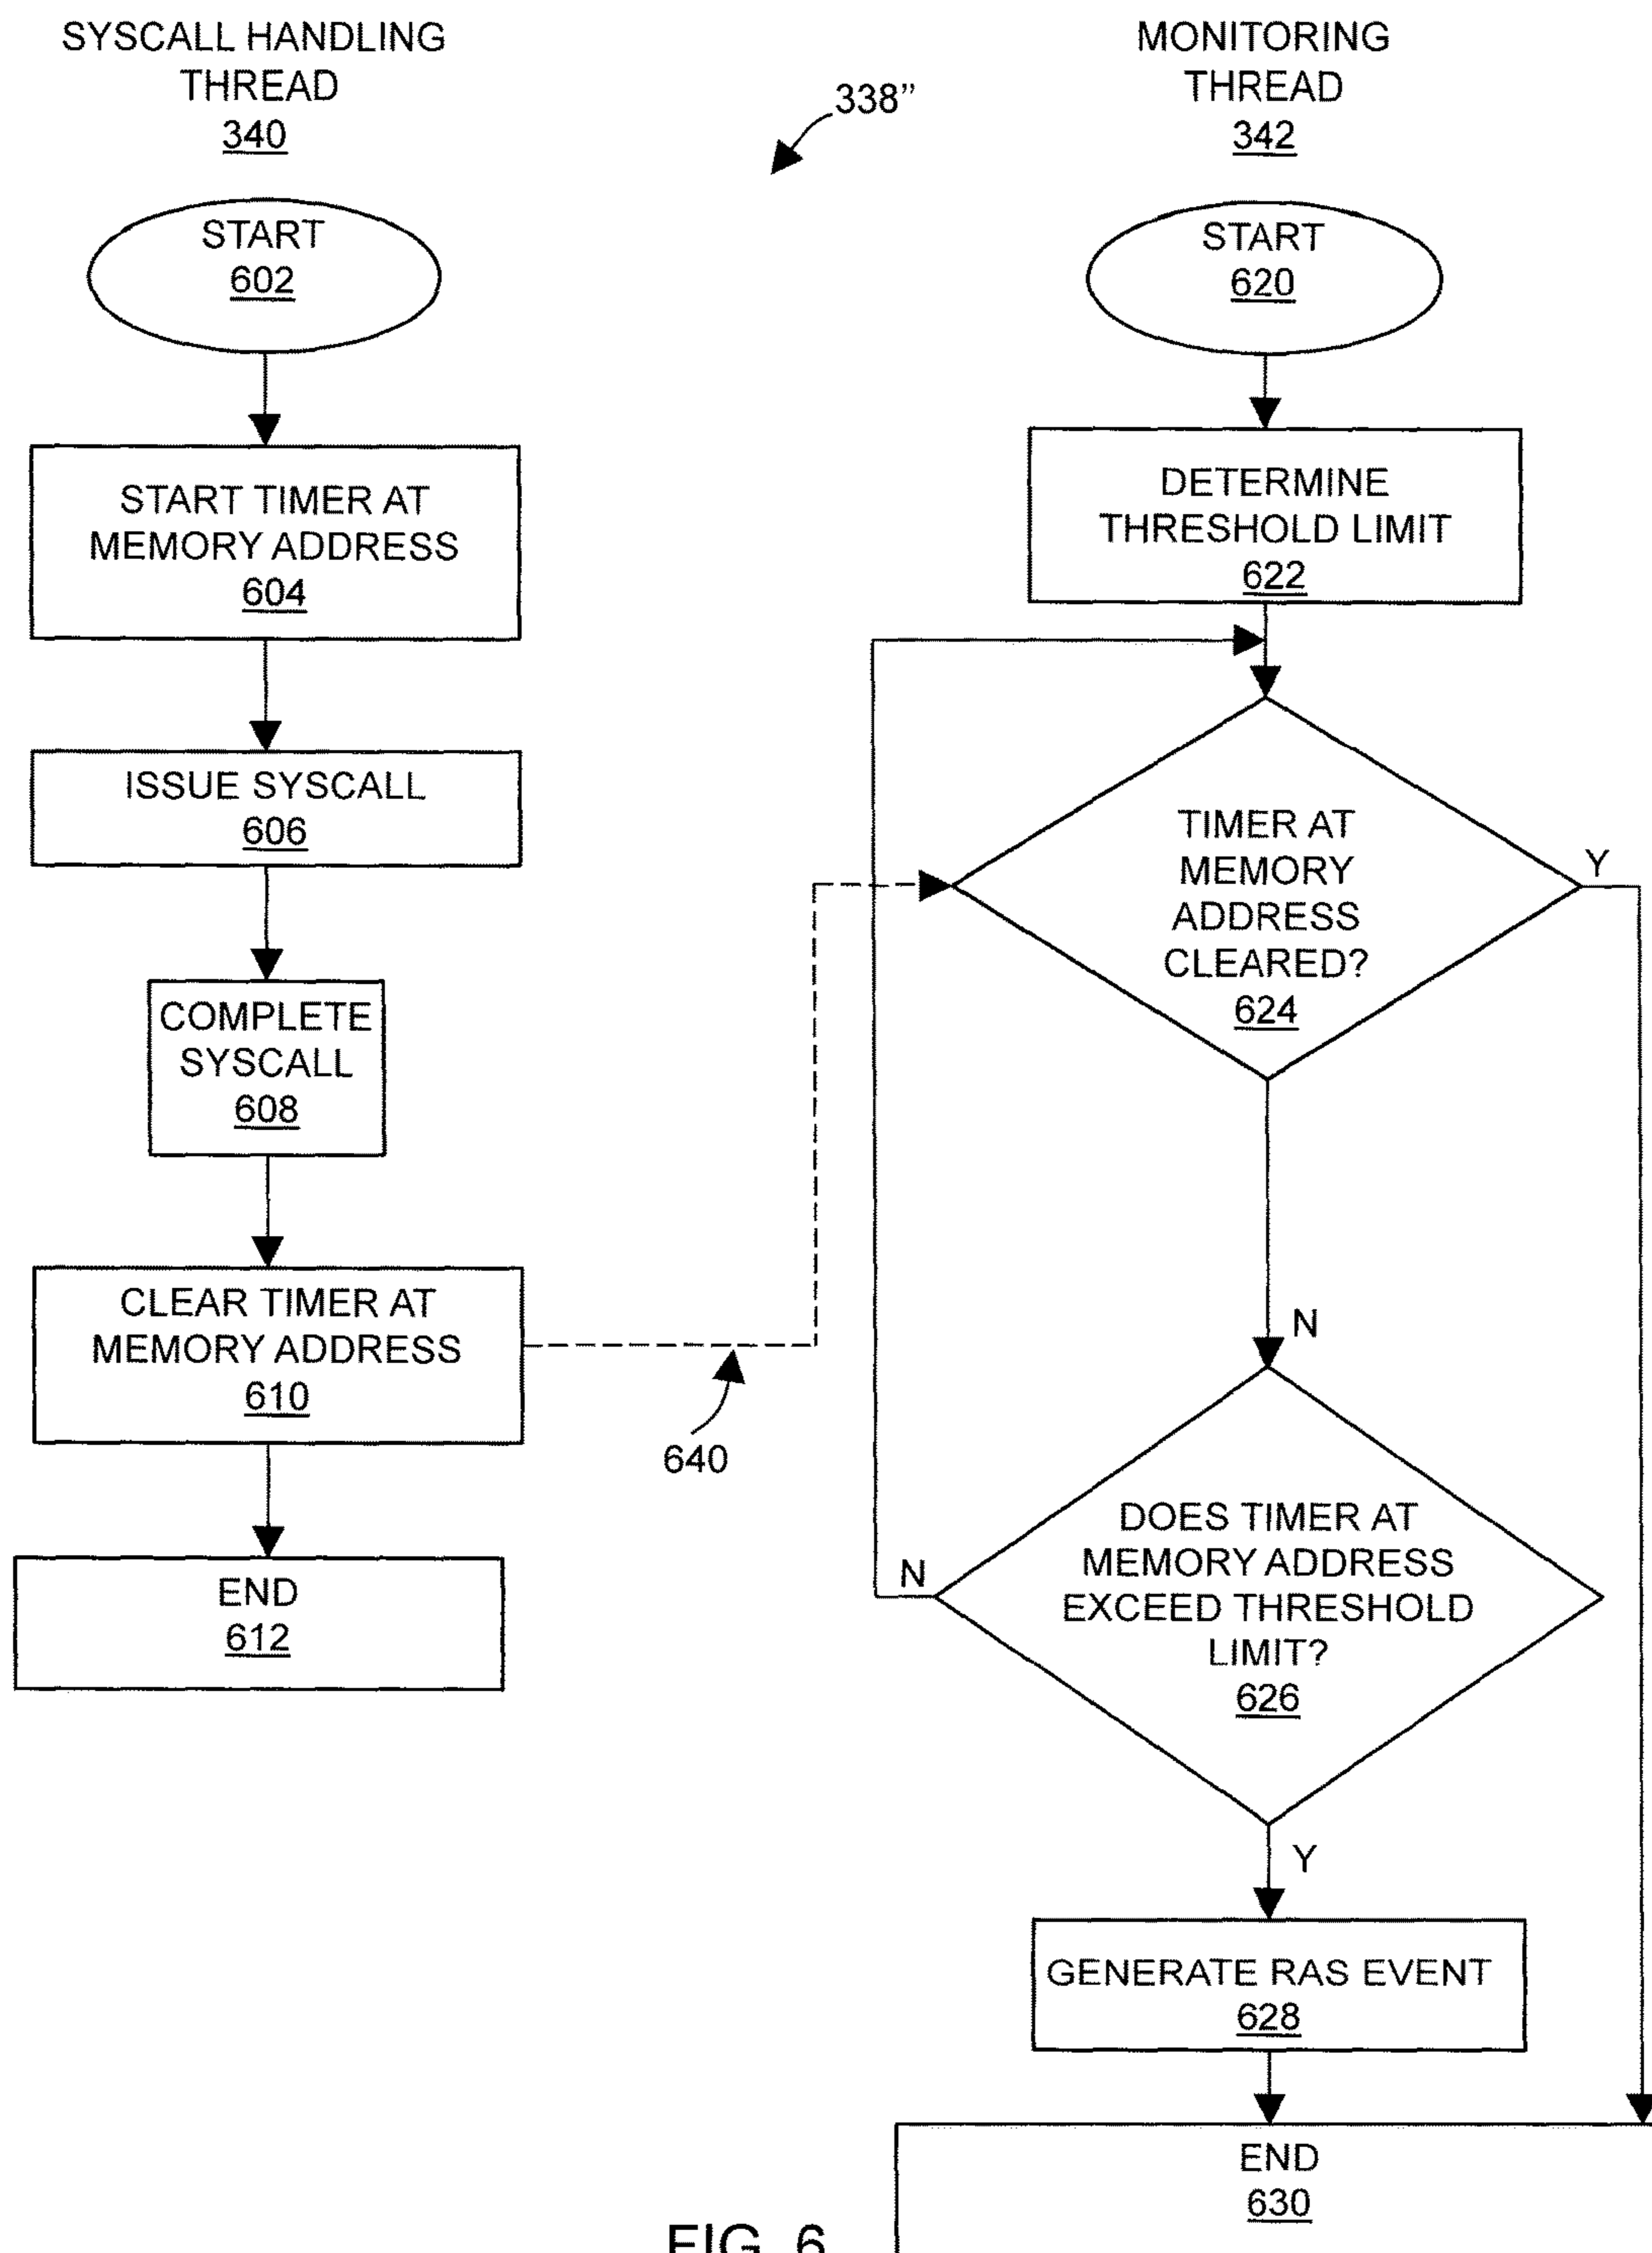 SYSCALL HANDLING
THREAD
340
START
602
START TIMER AT
MEMORY ADDRESS
604
ISSUE SYSCALL
606
COMPLETE
SYSCALL
608
CLEAR TIMER AT
MEMORY ADDRESS
610
END
612
338”
640
MONITORING
THREAD
342
START
620
DETERMINE
THRESHOLD LIMIT
622
TIMER AT
MEMORY
ADDRESS
CLEARED?
624
Y
N
DOES TIMER AT
MEMORY ADDRESS
EXCEED THRESHOLD
LIMIT?
626
N
Y
GENERATE RAS EVENT
628
END
630
FIG. 6